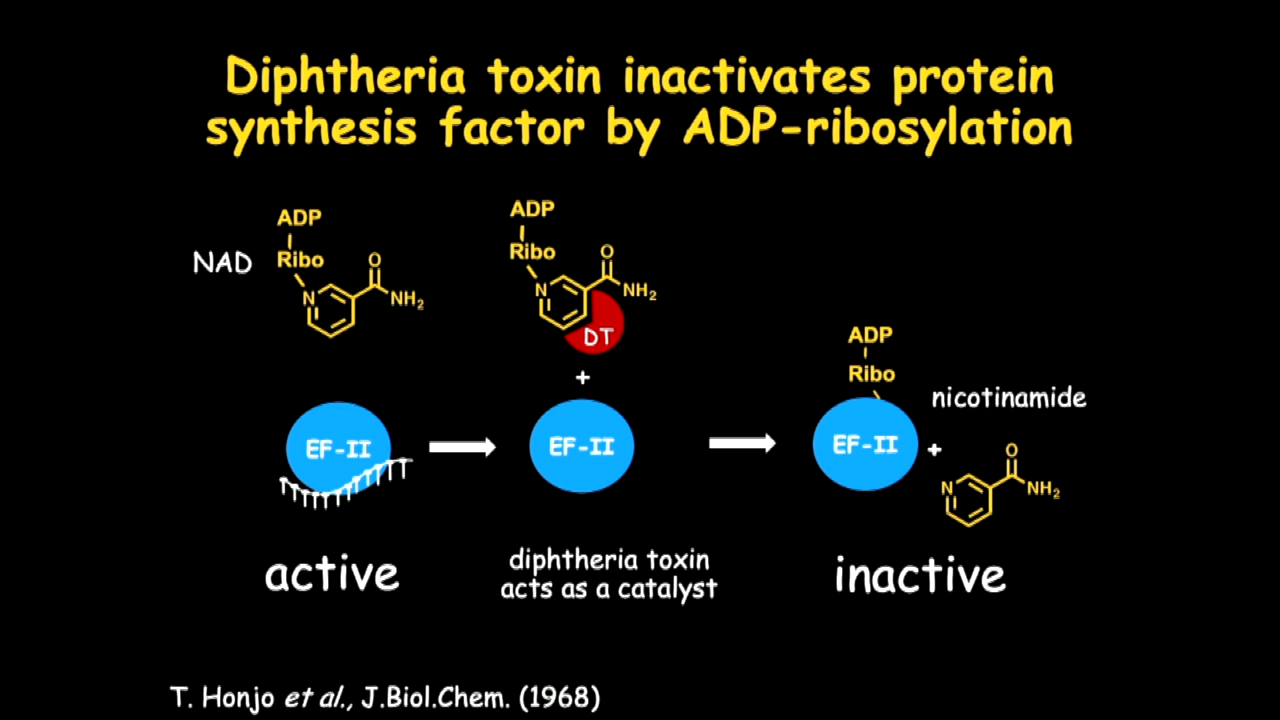 Diphtheria toxin inactivates protein
synthesis factor by ADP-ribosylation
NAD
ADP
Ribo
N
O
NH₂
ADP
Ribo
N
O
NH₂
DT
+
EF-II
EF-II
ADP
Ribo
EF-II
+
nicotinamide
N
O
NH₂
active
diphtheria toxin
acts as a catalyst
inactive
T. Honjo et al., J.Biol.Chem. (1968)